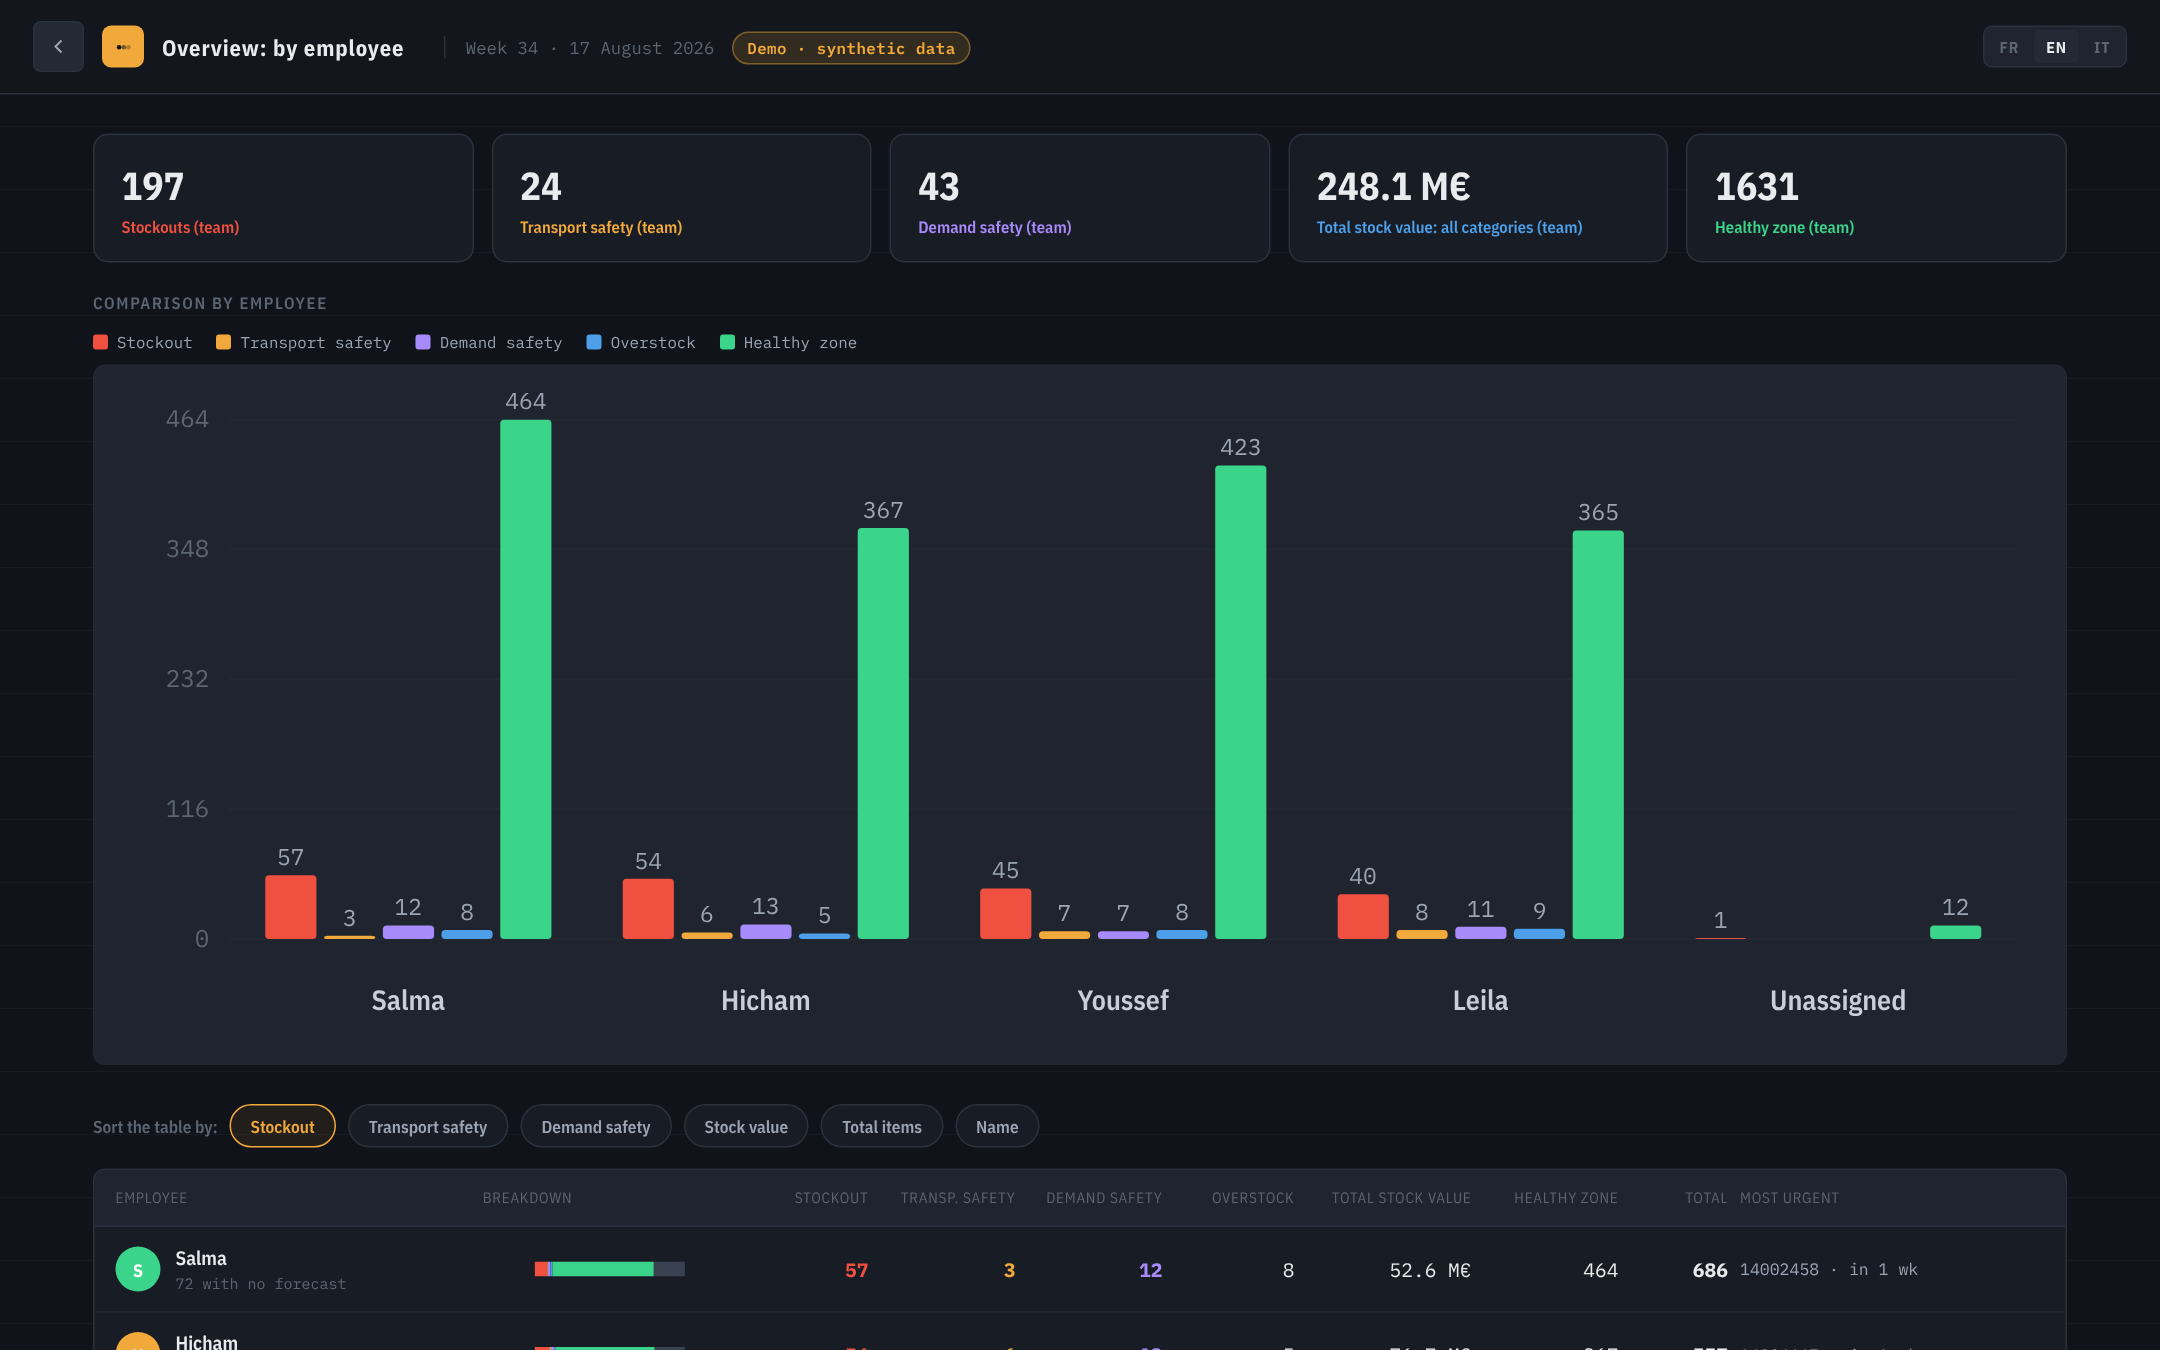 Overview: by employee
Week 34 · 17 August 2026
Demo · synthetic data
FR EN IT
197
Stockouts (team)
24
Transport safety (team)
43
Demand safety (team)
248.1 M€
Total stock value: all categories (team)
1631
Healthy zone (team)
COMPARISON BY EMPLOYEE
Stockout Transport safety Demand safety Overstock Healthy zone
464
348
232
116
0
57 3 12 8 464
54 6 13 5 367
45 7 7 8 423
40 8 11 9 365
1 12
Salma Hicham Youssef Leila Unassigned
Sort the table by: Stockout Transport safety Demand safety Stock value Total items Name
EMPLOYEE BREAKDOWN STOCKOUT TRANSP. SAFETY DEMAND SAFETY OVERSTOCK TOTAL STOCK VALUE HEALTHY ZONE TOTAL MOST URGENT
S Salma 57 3 12 8 52.6 M€ 464 686 14002458 · in 1 wk
72 with no forecast
Hicham